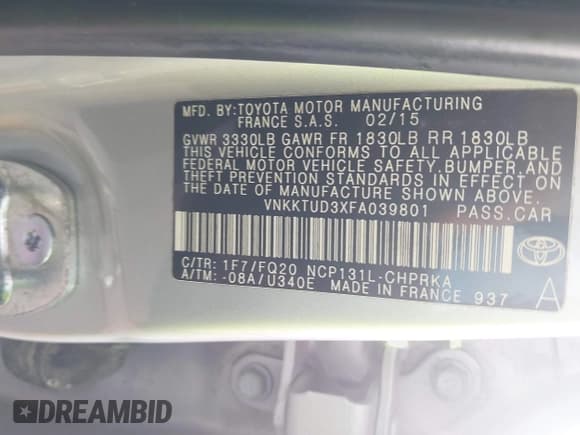 MFD. BY:TOYOTA MOTOR MANUFACTURING
FRANCE S.A.S. 02/15
GVWR 3330LB GAWR FR 1830LB RR 1830LB
THIS VEHICLE CONFORMS TO ALL APPLICABLE
FEDERAL MOTOR VEHICLE SAFETY,BUMPER,AND
THEFT PREVENTION STANDARDS IN EFFECT ON
THE DATE OF MANUFACTURE SHOWN ABOVE.
VNKKTUD3XFA039801 PASS.CAR
C/TR: 1F7/FQ20 NCP131L-CHPRKA
A/TM: -08A/U340E MADE IN FRANCE 937
A
DREAMBID